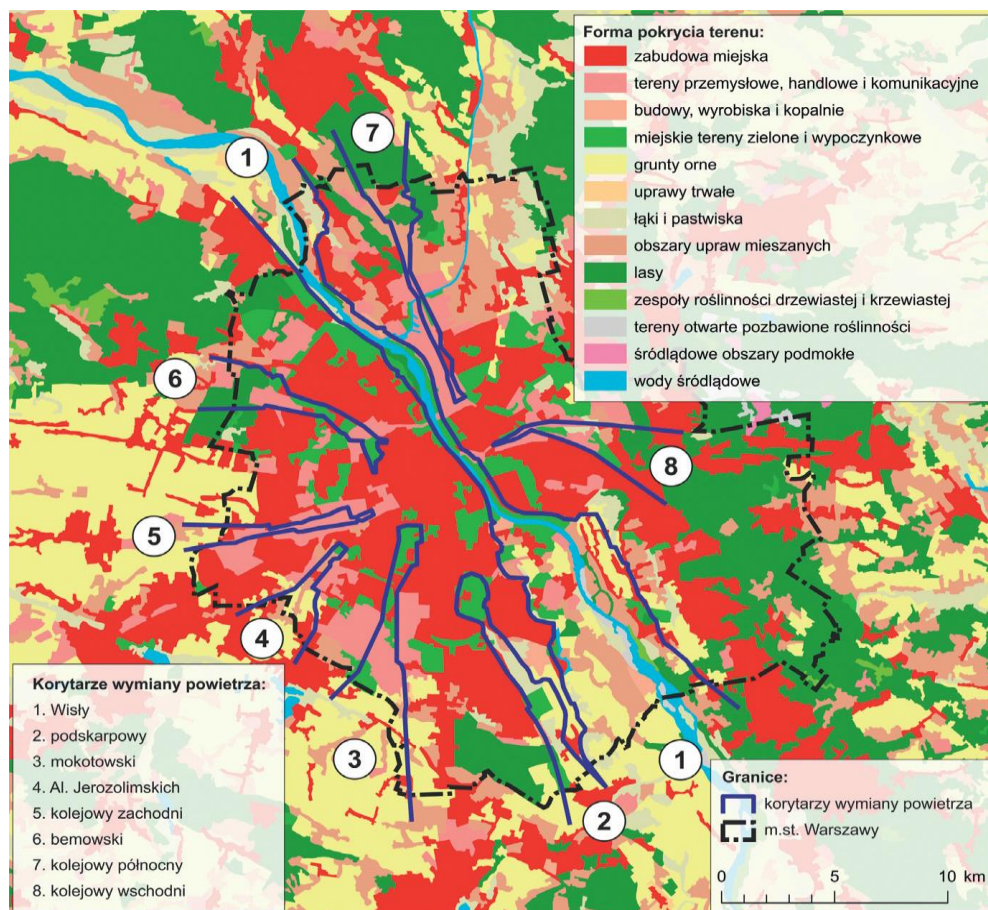 Forma pokrycia terenu:
zabudowa miejska
tereny przemysłowe, handlowe i komunikacyjne
budowy, wyrobiska i kopalnie
miejskie tereny zielone i wypoczynkowe
grunty orne
uprawy trwałe
łąki i pastwiska
obszary upraw mieszanych
lasy
zespoły roślinności drzewiastej i krzewiastej
tereny otwarte pozbawione roślinności
śródlądowe obszary podmokłe
wody śródlądowe
7
1
6
8
5
4
3
1
2
Korytarze wymiany powietrza:
1. Wisły
2. podskarpowy
3. mokotowski
4. Al. Jerozolimskich
5. kolejowy zachodni
6. bemowski
7. kolejowy północny
8. kolejowy wschodni
Granice:
korytarzy wymiany powietrza
m.st. Warszawy
0 5 10 km